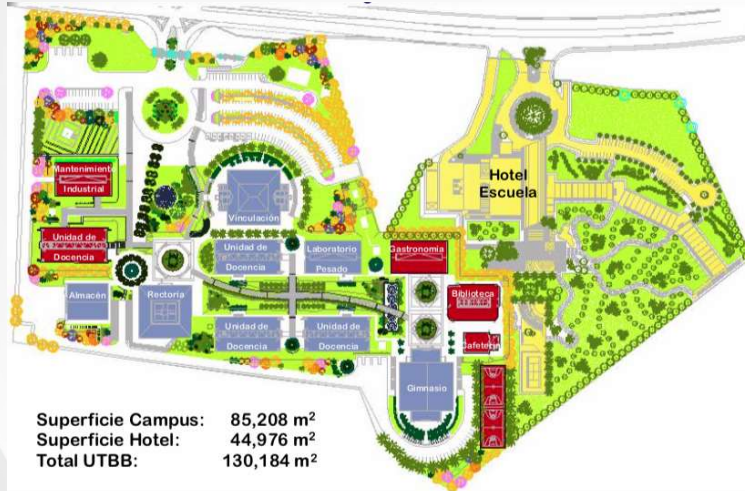 Hotel
Escuela
Mantenimiento
Industrial
Vinculación
Unidad de
Docencia
Unidad de
Docencia
Laboratorio
Pesado
Gastronomía
Almacén
Rectoría
Biblioteca
Unidad de
Docencia
Unidad de
Docencia
Cafetería
Gimnasio
Superficie Campus: 85,208 m²
Superficie Hotel: 44,976 m²
Total UTBB: 130,184 m²